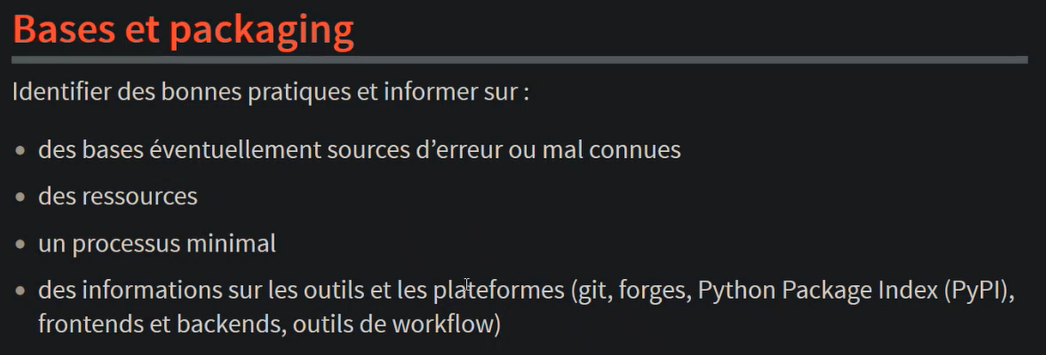 Bases et packaging
Identifier des bonnes pratiques et informer sur :
• des bases éventuellement sources d’erreur ou mal connues
• des ressources
• un processus minimal
• des informations sur les outils et les plateformes (git, forges, Python Package Index (PyPI),
frontends et backends, outils de workflow)